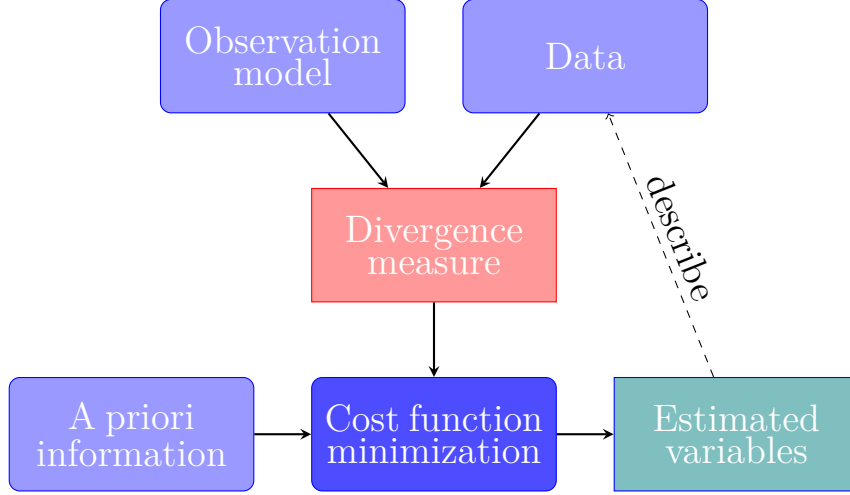 Observation
model
Data
Divergence
measure
describe
A priori
information
Cost function
minimization
Estimated
variables